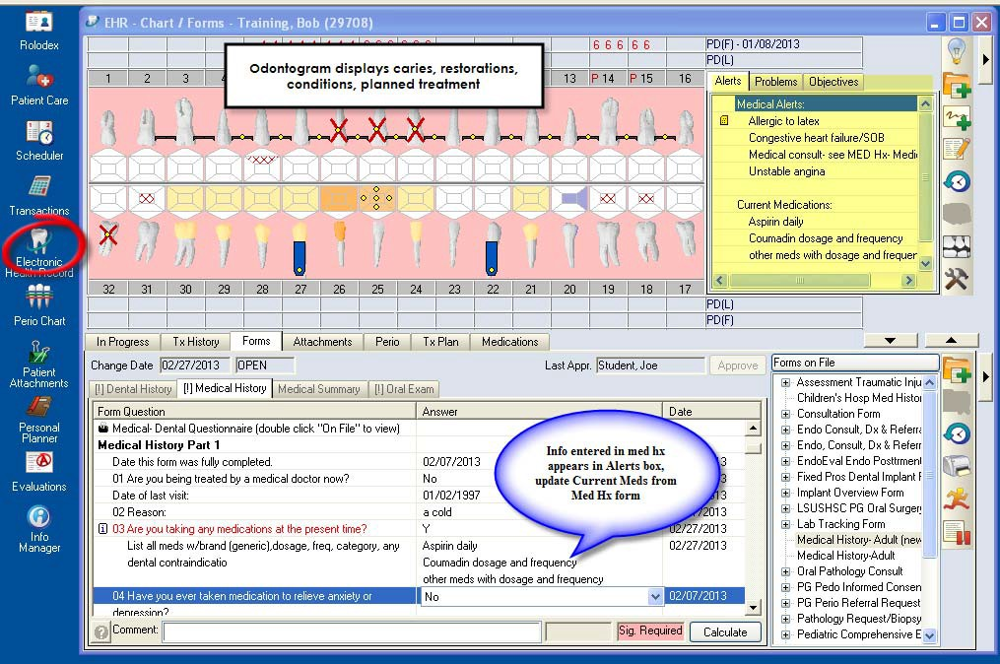 EHR - Chart / Forms - Training, Bob (29708)
Rolodex
Patient Care
Scheduler
Transactions
Electronic
Health Record
Perio Chart
Patient
Attachments
Personal
Planner
Evaluations
Info
Manager
6 6 6 6 6
PD(F) - 01/08/2013
PD(L)
Odontogram displays caries, restorations,
conditions, planned treatment
1 2 3 4 13 P 14 P 15 16
Alerts Problems Objectives
Medical Alerts:
Allergic to latex
Congestive heart failure/SOB
Medical consult- see MED Hx- Medi
Unstable angina
Current Medications:
Aspirin daily
Coumadin dosage and frequency
other meds with dosage and frequer
32 31 30 29 28 27 26 25 24 23 22 21 20 19 18 17
PD(L)
PD(F)
In Progress Tx History Forms Attachments Perio Tx Plan Medications
Change Date 02/27/2013 OPEN Last Appr. Student, Joe Approve
[!] Dental History [!] Medical History Medical Summary [!] Oral Exam
Form Question Answer Date
Medical- Dental Questionnaire (double click "On File" to view)
Medical History Part 1
Date this form was fully completed. 02/07/2013
01 Are you being treated by a medical doctor now? No
Date of last visit: 01/02/1997
02 Reason: a cold
03 Are you taking any medications at the present time? Y 02/27/2013
List all meds w/brand (generic),dosage, freq, category, any Aspirin daily 02/27/2013
dental contraindicatio Coumadin dosage and frequency
other meds with dosage and frequency
04 Have you ever taken medication to relieve anxiety or No 02/07/2013
depression?
Info entered in med hx
appears in Alerts box,
update Current Meds from
Med Hx form
Comment: Sig. Required Calculate
Forms on File
Assessment Traumatic Inju
Children's Hosp Med Histor
Consultation Form
Endo Consult, Dx & Referra
Endo, Consult, Dx & Referr
EndoEval Endo Posttrment
Fixed Pros Dental Implant F
Implant Overview Form
LSUSHSC PG Oral Surgery
Lab Tracking Form
Medical History- Adult (new
Medical History-Adult
Oral Pathology Consult
PG Pedo Informed Consen
PG Perio Referral Request
Pathology Request/Biopsy
Pediatric Comprehensive E